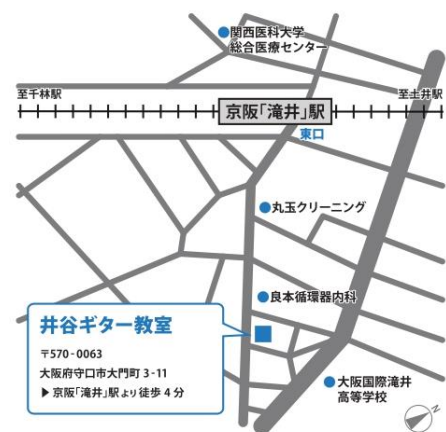 関西医科大学
総合医療センター
至千林駅
京阪「滝井」駅
至土井駅
東口
丸玉クリーニング
良本循環器内科
井谷ギター教室
〒570-0063
大阪府守口市大門町 3-11
▶ 京阪「滝井」駅より徒歩 4 分
大阪国際滝井
高等学校
N